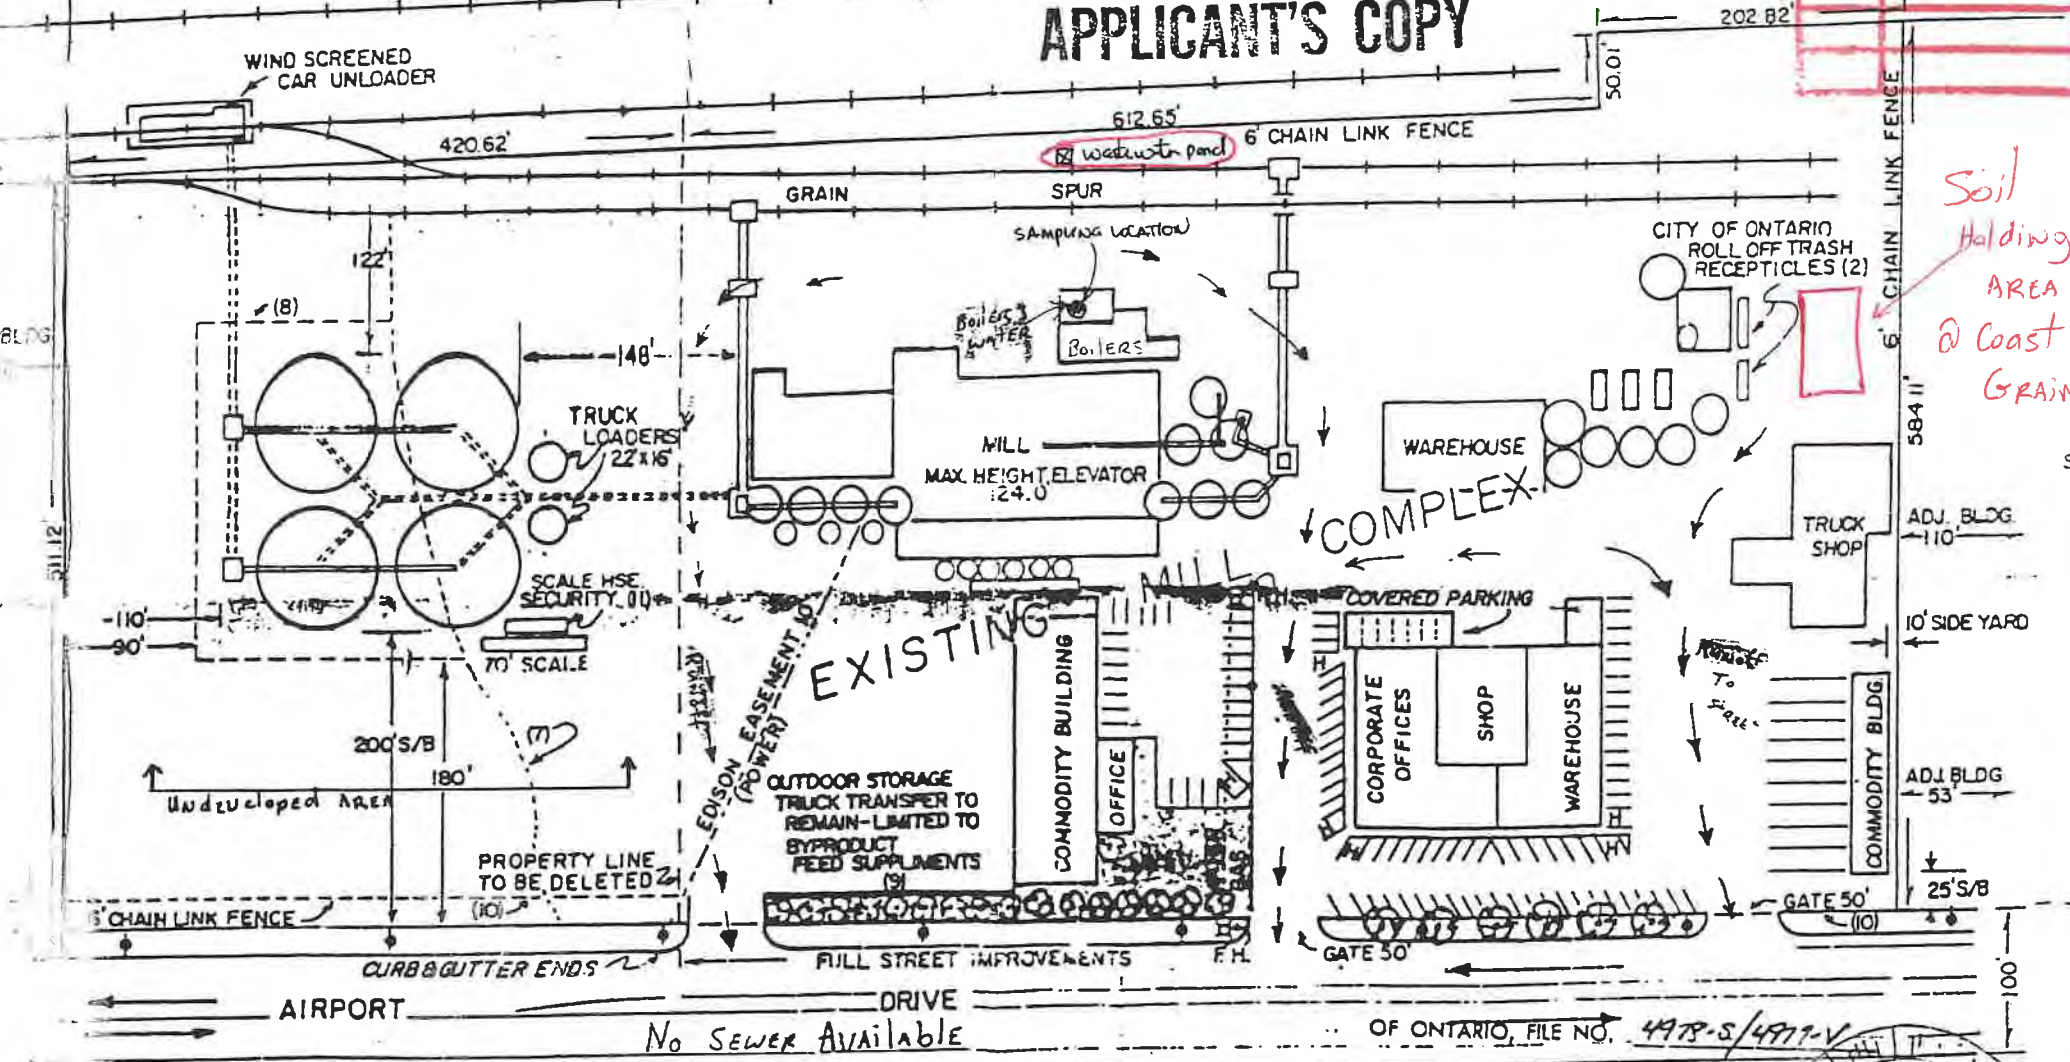 APPLICANT'S COPY
202.82'
WIND SCREENED
CAR UNLOADER
50.01'
420.62'
612.65'
6' CHAIN LINK FENCE
wastewater pond
GRAIN SPUR
SAMPLING LOCATION
CITY OF ONTARIO
ROLL OFF TRASH
RECEPTICLES (2)
6' CHAIN LINK FENCE
Soil
Holding
AREA
@ Coast
GRAIN
122'
(8)
BLDG
148'
Boilers
WATER
BOILERS
584.11'
TRUCK
LOADERS
22'X16'
MILL
MAX. HEIGHT, ELEVATOR
124.0'
WAREHOUSE
EXISTING MILL COMPLEX
TRUCK
SHOP
ADJ. BLDG.
110'
511.12'
SCALE HSE.
SECURITY (1)
110'
90'
70' SCALE
COVERED PARKING
10' SIDE YARD
EDISON EASEMENT 10'
(POWER)
COMMODITY BUILDING
OFFICE
CORPORATE
OFFICES
SHOP
WAREHOUSE
To
COMMODITY BLDG.
200' S/B
180'
(7)
Undeveloped AREA
OUTDOOR STORAGE
TRUCK TRANSFER TO
REMAIN-LIMITED TO
BYPRODUCT
FEED SUPPLIMENTS
(9)
ADJ. BLDG
53'
PROPERTY LINE
TO BE DELETED
(10)
25' S/B
6' CHAIN LINK FENCE
GATE 50'
(10)
CURB & GUTTER ENDS
FULL STREET IMPROVEMENTS
F.H.
GATE 50'
100'
AIRPORT DRIVE
No SEWER AVAilABlE
OF ONTARIO, FILE NO. 4978-S/4979-V